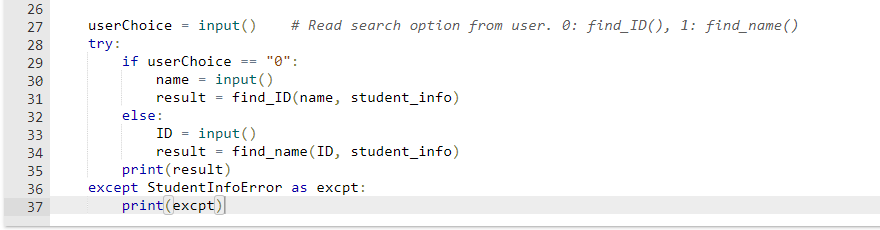 26
27 userChoice = input() # Read search option from user. 0: find_ID(), 1: find_name()
28 try:
29 if userChoice == "0":
30 name = input()
31 result = find_ID(name, student_info)
32 else:
33 ID = input()
34 result = find_name(ID, student_info)
35 print(result)
36 except StudentInfoError as excpt:
37 print(excpt)